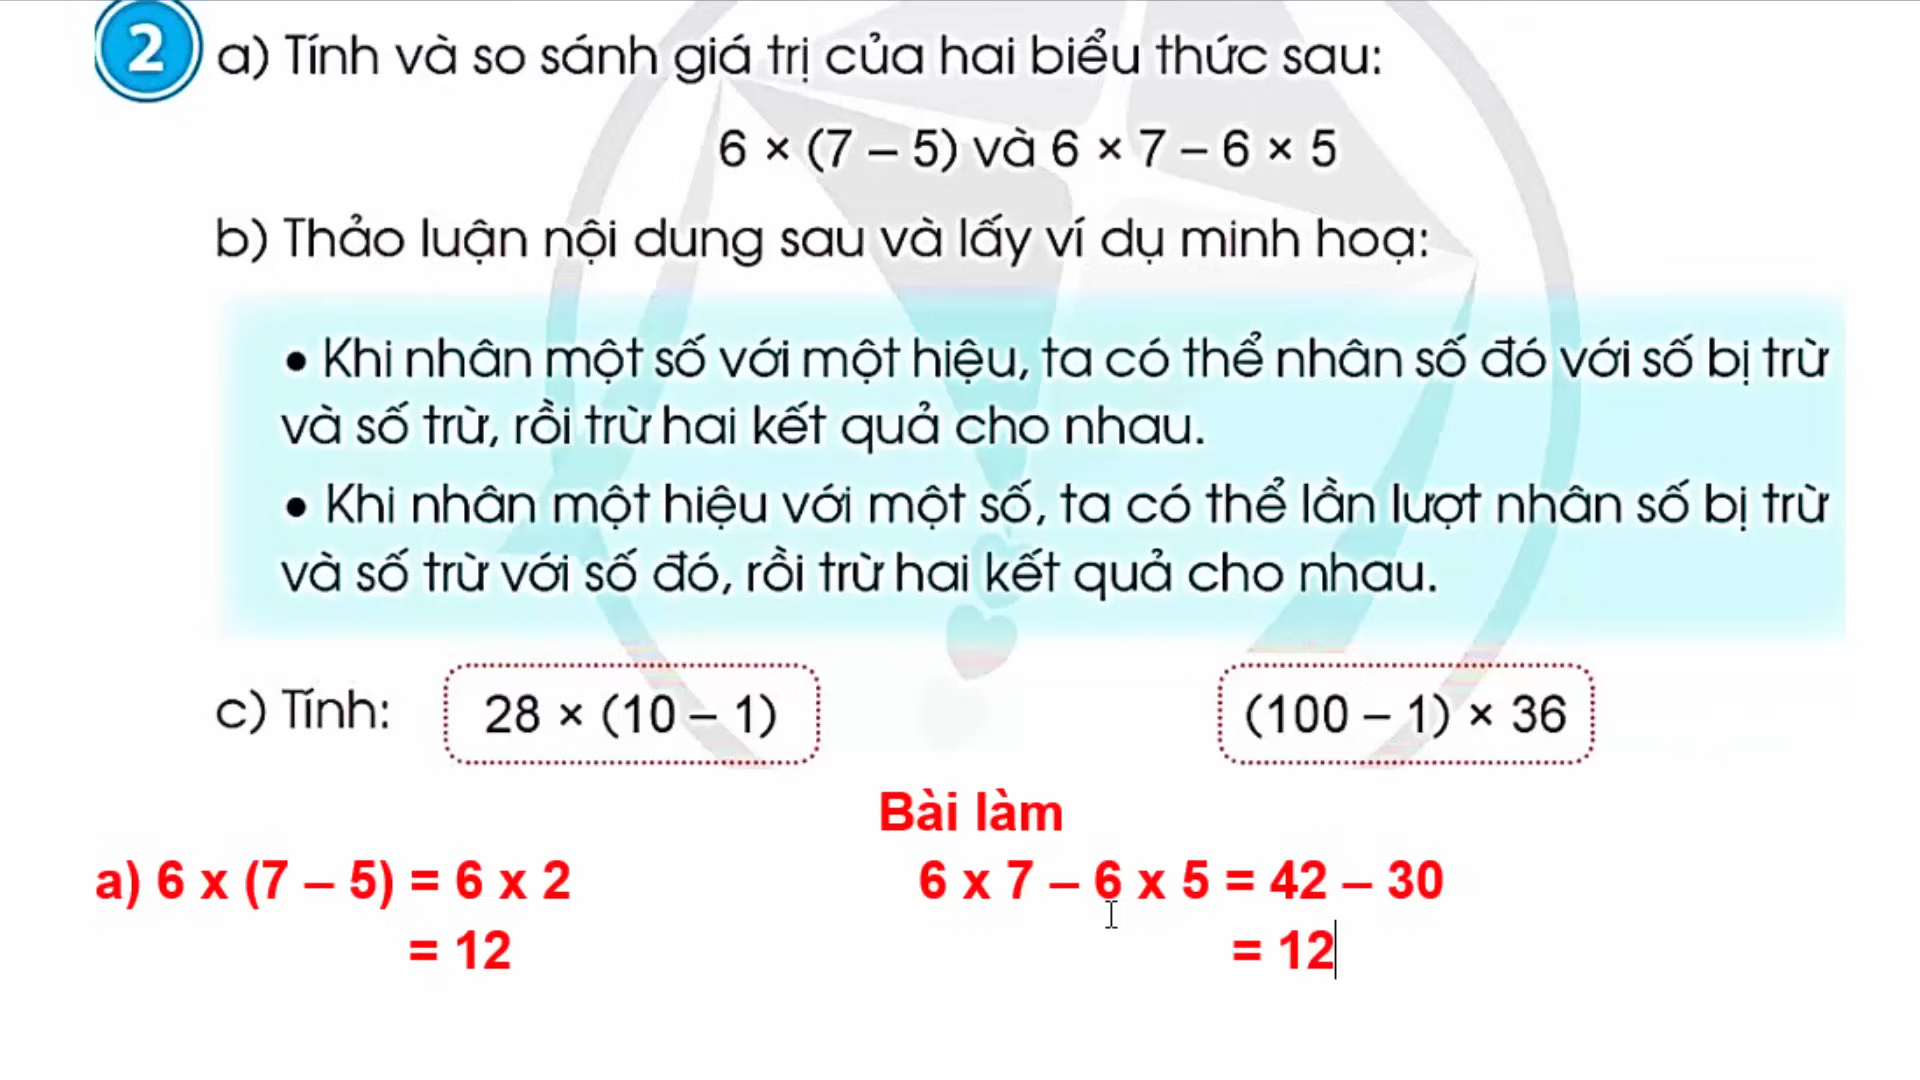 2 a) Tính và so sánh giá trị của hai biểu thức sau:
6 × (7 – 5) và 6 × 7 – 6 × 5
b) Thảo luận nội dung sau và lấy ví dụ minh hoạ:
• Khi nhân một số với một hiệu, ta có thể nhân số đó với số bị trừ
và số trừ, rồi trừ hai kết quả cho nhau.
• Khi nhân một hiệu với một số, ta có thể lần lượt nhân số bị trừ
và số trừ với số đó, rồi trừ hai kết quả cho nhau.
c) Tính: 28 × (10 – 1) (100 – 1) × 36
Bài làm
a) 6 x (7 – 5) = 6 x 2 6 x 7 – 6 x 5 = 42 – 30
= 12 = 12